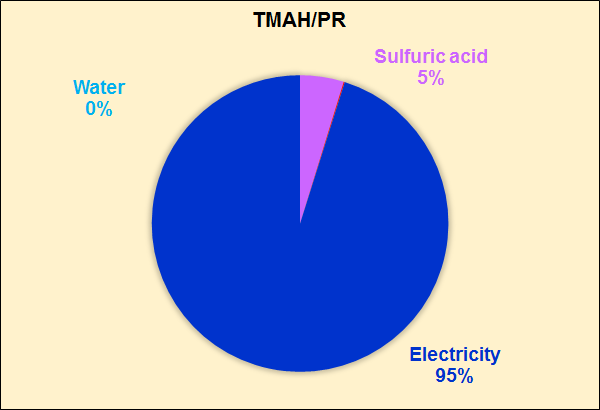 TMAH/PR
Sulfuric acid
5%
Water
0%
Electricity
95%